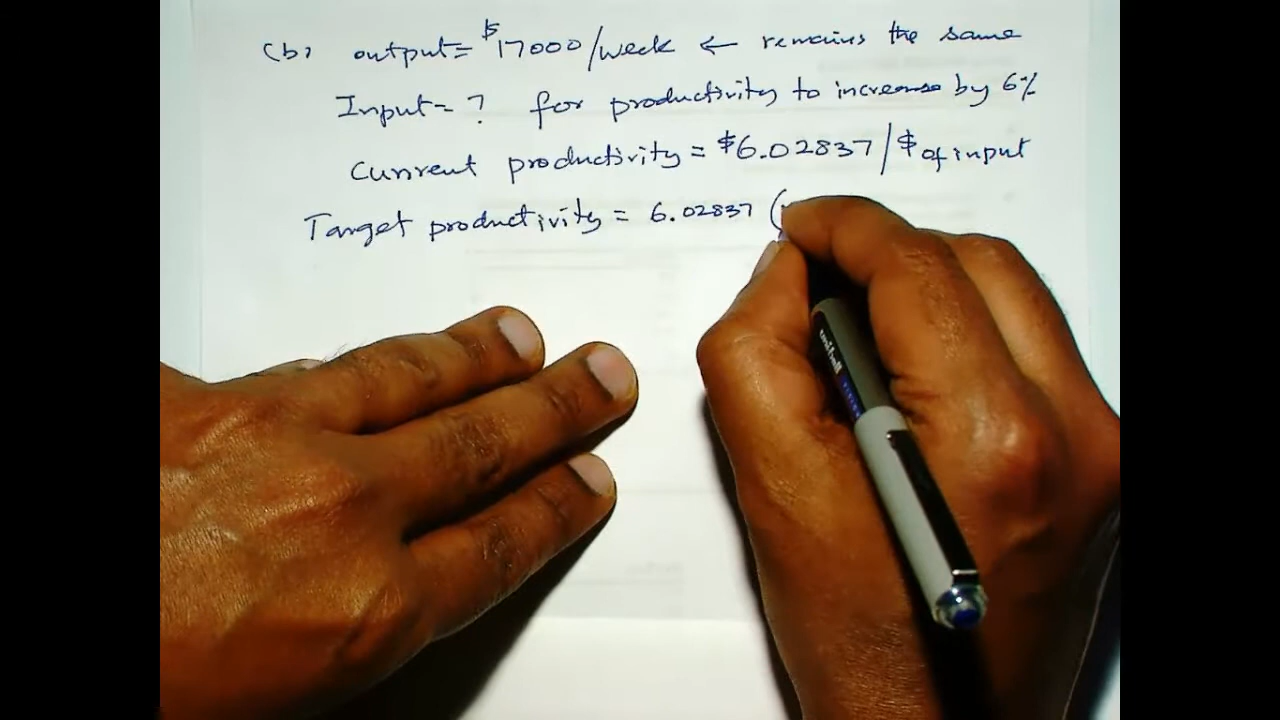 (b) output= $17000/week ← remains the same
Input= ? for productivity to increase by 6%
Current productivity = $6.02837/$ of input
Target productivity = 6.02837 (
uniball